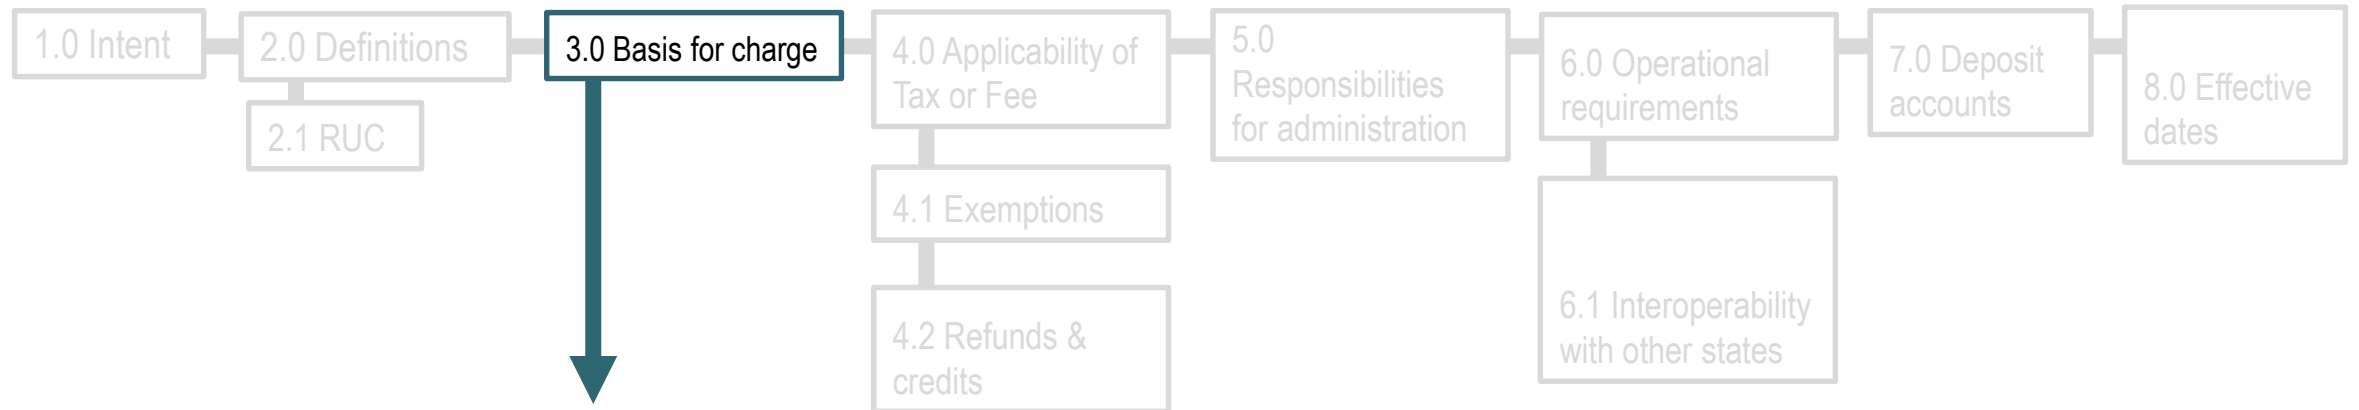 1.0 Intent
2.0 Definitions
2.1 RUC
3.0 Basis for charge
4.0 Applicability of
Tax or Fee
4.1 Exemptions
4.2 Refunds &
credits
5.0
Responsibilities
for administration
6.0 Operational
requirements
6.1 Interoperability
with other states
7.0 Deposit
accounts
8.0 Effective
dates